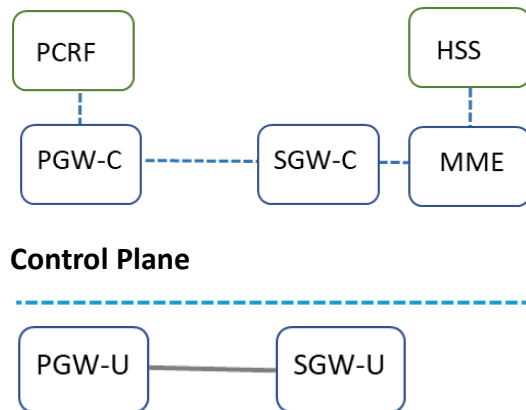 PCRF
HSS
PGW-C
SGW-C
MME
Control Plane
PGW-U
SGW-U